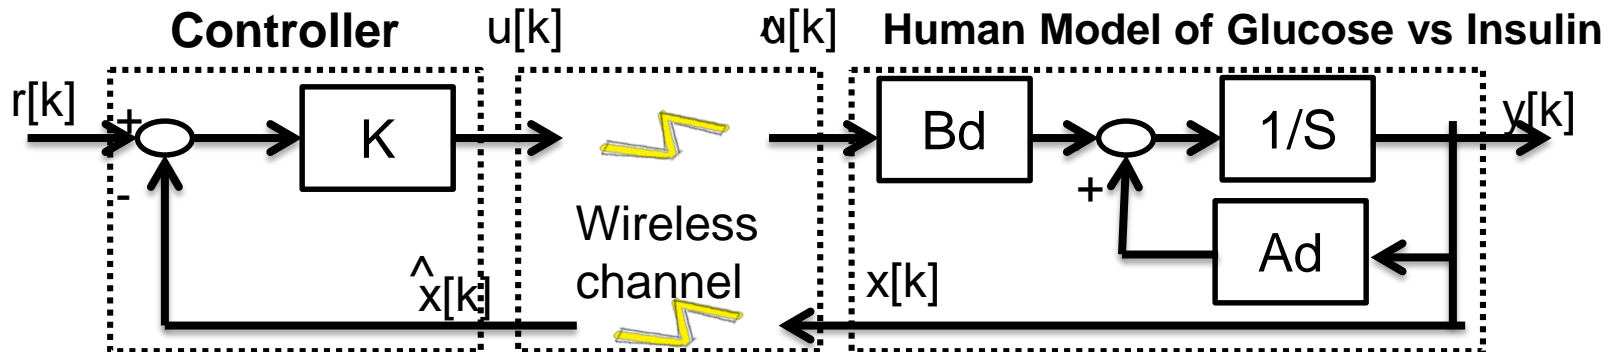 Controller
u[k]
^
u[k]
Human Model of Glucose vs Insulin
r[k]
+
-
K
Wireless
channel
^
x[k]
Bd
+
1/S
Ad
x[k]
y[k]